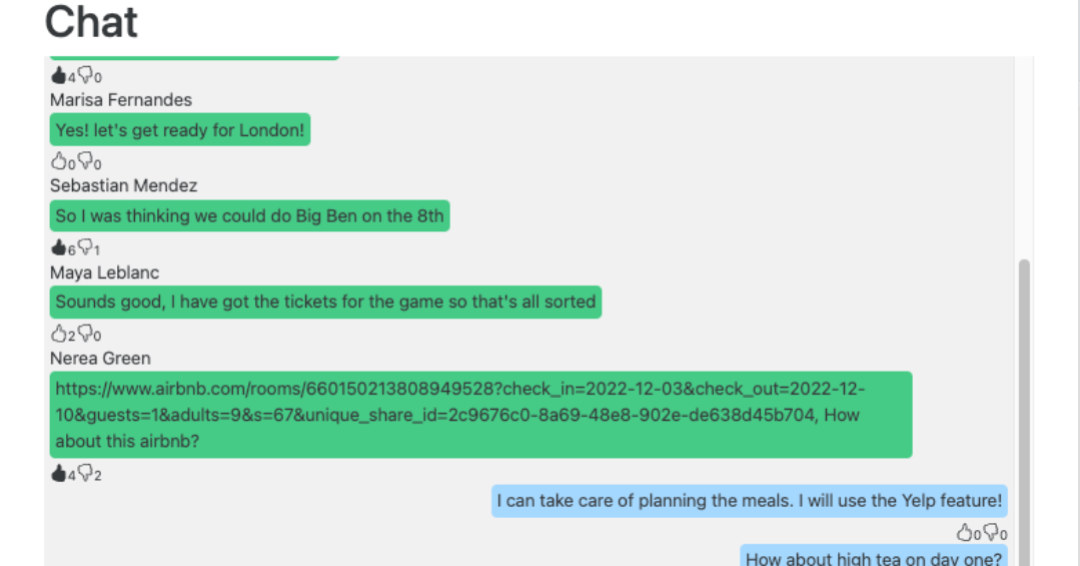 Chat
4 0
Marisa Fernandes
Yes! let's get ready for London!
0 0
Sebastian Mendez
So I was thinking we could do Big Ben on the 8th
6 1
Maya Leblanc
Sounds good, I have got the tickets for the game so that's all sorted
2 0
Nerea Green
https://www.airbnb.com/rooms/660150213808949528?check_in=2022-12-03&check_out=2022-12-
10&guests=1&adults=9&s=67&unique_share_id=2c9676c0-8a69-48e8-902e-de638d45b704, How
about this airbnb?
4 2
I can take care of planning the meals. I will use the Yelp feature!
0 0
How about high tea on day one?